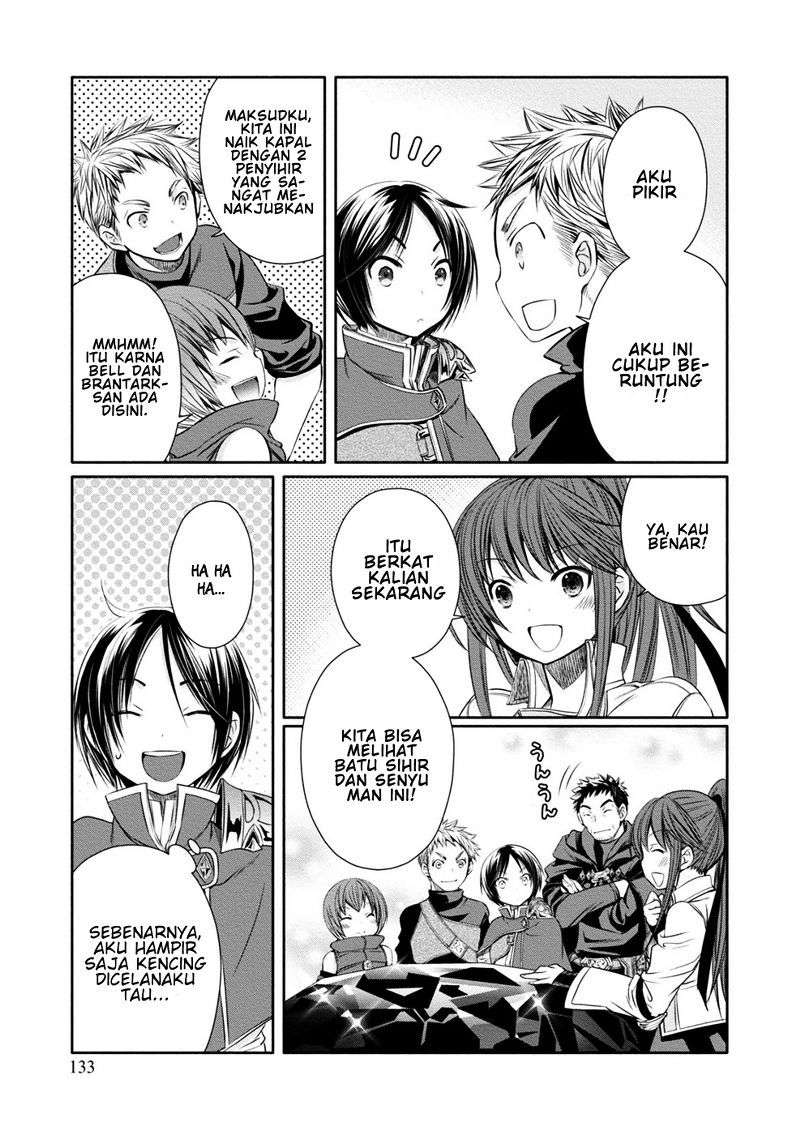 AKU
PIKIR
AKU INI
CUKUP BE-
RUNTUNG
!!
MAKSUDKU,
KITA INI
NAIK KAPAL
DENGAN 2
PENYIHIR
YANG SA-
NGAT ME-
NAKJUBKAN
MMHMM!
ITU KARNA
BELL DAN
BRANTARK-
SAN ADA
DISINI.
YA, KAU
BENAR!
ITU
BERKAT
KALIAN
SEKARANG
KITA BISA
MELIHAT
BATU SIHIR
DAN SENYU
MAN INI!
うんうん
HA HA
HA...
SEBENARNYA,
AKU HAMPIR
SAJA KENCING
DICELANAKU
TAU...
133